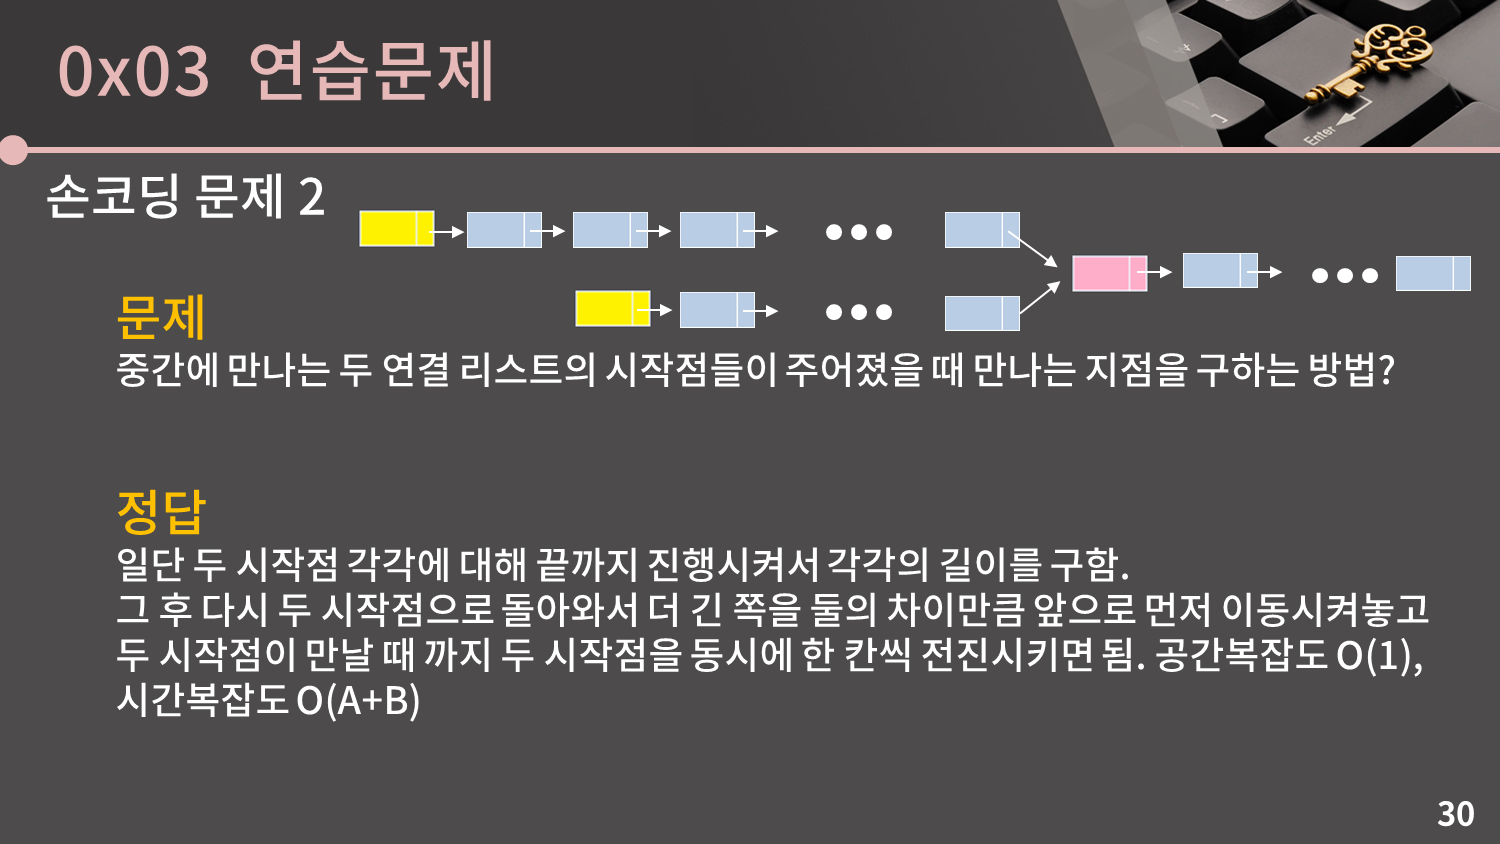 0x03 연습문제
손코딩 문제 2
문제
중간에 만나는 두 연결 리스트의 시작점들이 주어졌을 때 만나는 지점을 구하는 방법?
정답
일단 두 시작점 각각에 대해 끝까지 진행시켜서 각각의 길이를 구함.
그 후 다시 두 시작점으로 돌아와서 더 긴 쪽을 둘의 차이만큼 앞으로 먼저 이동시켜놓고
두 시작점이 만날 때 까지 두 시작점을 동시에 한 칸씩 전진시키면 됨. 공간복잡도 O(1),
시간복잡도 O(A+B)
Enter
30